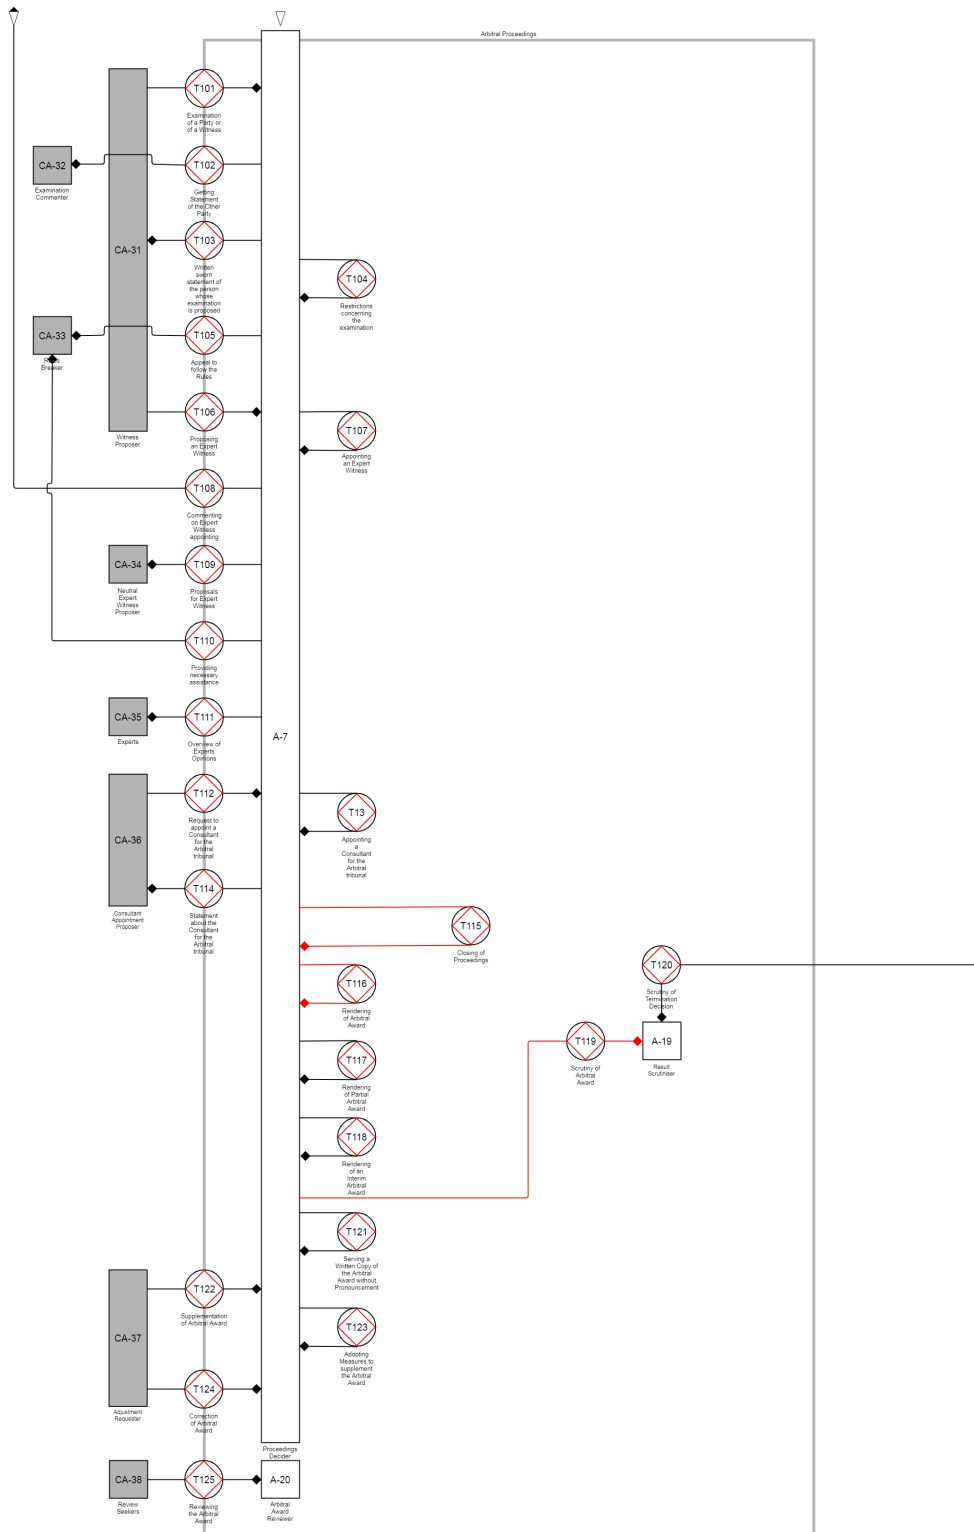 Arbitral Proceedings
T101
Examination
of a Party or
of a Witness
CA-32
Examination
Commenter
T102
Getting
Statement
of the Other
Party
CA-31
Witness
Proposer
T103
Written
sworn
statement of
the person
whose
examination
is proposed
T104
Restrictions
concerning
the
examination
CA-33
Breaker
T105
Appeal to
follow the
Rules
T106
Proposing
an Expert
Witness
T107
Appointing
an Expert
Witness
T108
Commenting
on Expert
Witness
appointing
CA-34
Neutral
Expert
Witness
Proposer
T109
Proposals
for Expert
Witness
T110
Providing
necessary
assistance
CA-35
Experts
T111
Overview of
Experts
Opinions
A-7
Proceedings
Decider
T112
Request to
appoint a
Consultant
for the
Arbitral
tribunal
T13
Appointing
a
Consultant
for the
Arbitral
tribunal
CA-36
Consultant
Appointment
Proposer
T114
Statement
about the
Consultant
for the
Arbitral
tribunal
T115
Closing of
Proceedings
T116
Rendering
of Arbitral
Award
T120
Scrutiny of
Termination
Decision
T119
Scrutiny of
Arbitral
Award
A-19
Result
Scrutiniser
T117
Rendering
of Partial
Arbitral
Award
T118
Rendering
of an
Interim
Arbitral
Award
T121
Serving a
Written Copy of
the Arbitral
Award without
Pronouncement
T122
Supplementation
of Arbitral Award
CA-37
Adjustment
Requester
T123
Adopting
Measures to
supplement
the Arbitral
Award
T124
Correction
of Arbitral
Award
CA-38
Review
Seekers
T125
Reviewing
the Arbitral
Award
A-20
Arbitral
Award
Reviewer